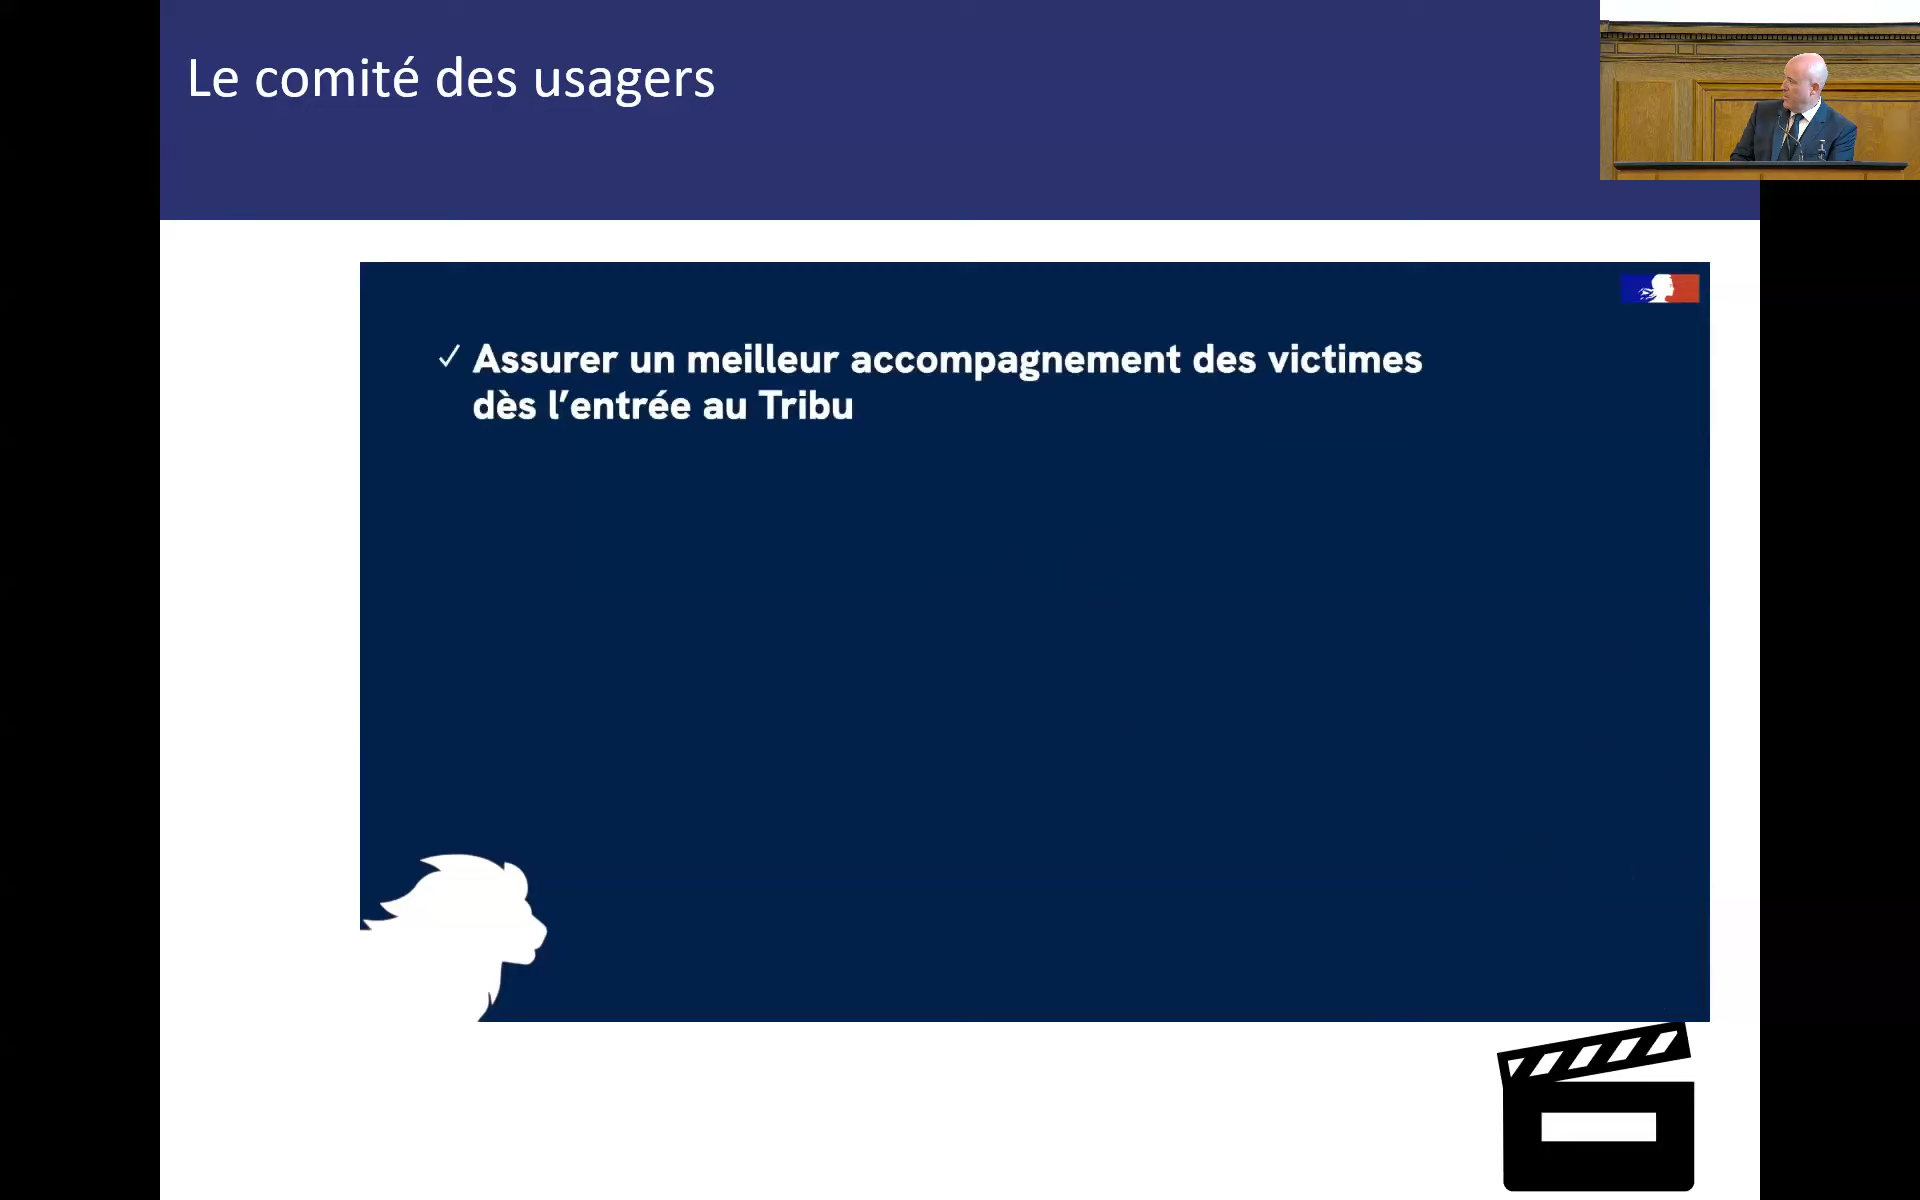 Le comité des usagers
✓ Assurer un meilleur accompagnement des victimes
dès l’entrée au Tribu